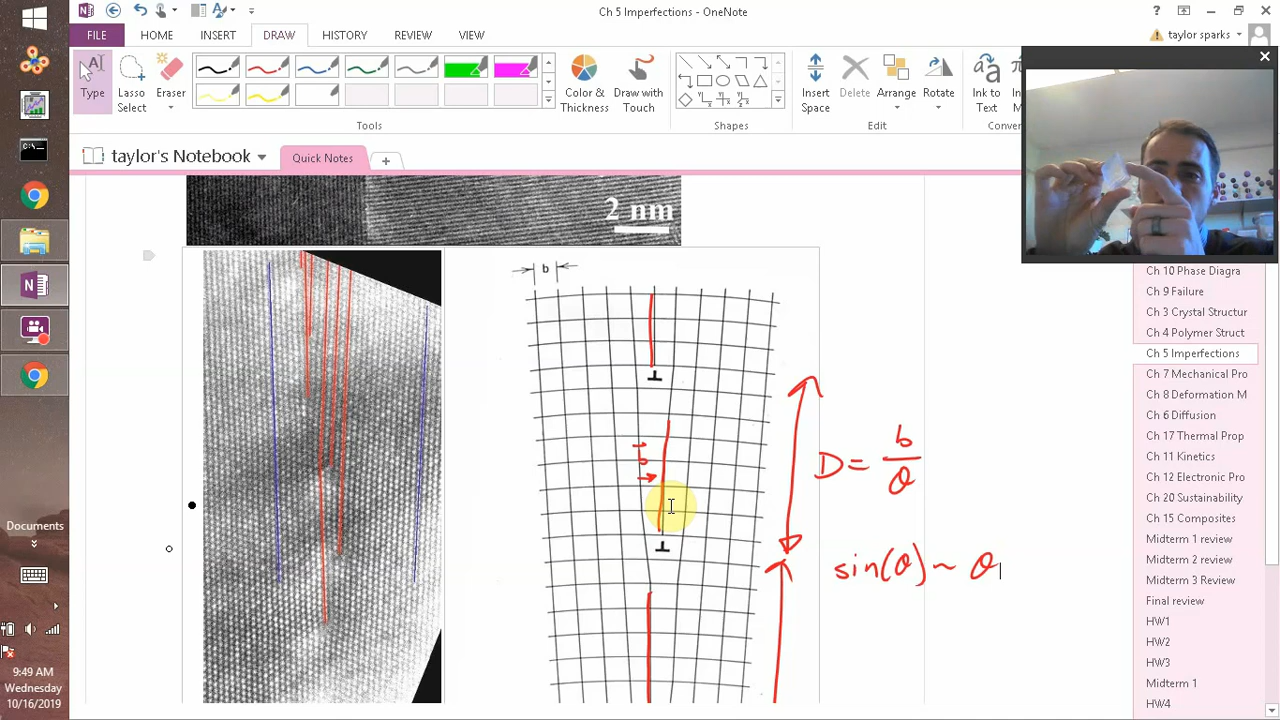 Ch 5 Imperfections - OneNote
FILE
HOME
INSERT
DRAW
HISTORY
REVIEW
VIEW
taylor sparks
Type
Lasso
Select
Eraser
Color &
Thickness
Draw with
Touch
Insert
Space
Delete
Arrange
Rotate
Ink to
Text
Tools
Shapes
Edit
Conver
taylor's Notebook
Quick Notes
2 nm
b
b
D = b/θ
sin(θ) ~ θ
Ch 10 Phase Diagra
Ch 9 Failure
Ch 3 Crystal Structur
Ch 4 Polymer Struct
Ch 5 Imperfections
Ch 7 Mechanical Pro
Ch 8 Deformation M
Ch 6 Diffusion
Ch 17 Thermal Prop
Ch 11 Kinetics
Ch 12 Electronic Pro
Ch 20 Sustainability
Ch 15 Composites
Midterm 1 review
Midterm 2 review
Midterm 3 Review
Final review
HW1
HW2
HW3
Midterm 1
HW4
Documents
9:49 AM
Wednesday
10/16/2019